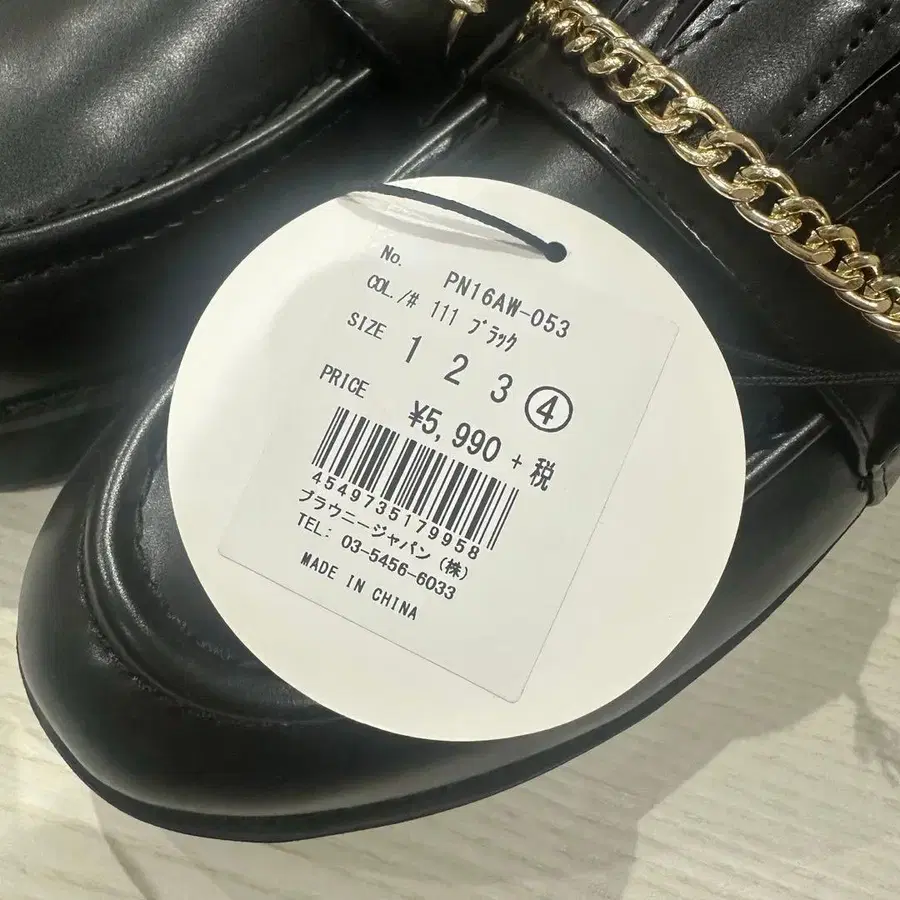 No. PN16AW-053
COL./# 111 ブラック
SIZE 1 2 3 ④
PRICE ¥5,990 +税
4549735179958
ブラウニージャパン(株)
TEL: 03-5456-6033
MADE IN CHINA